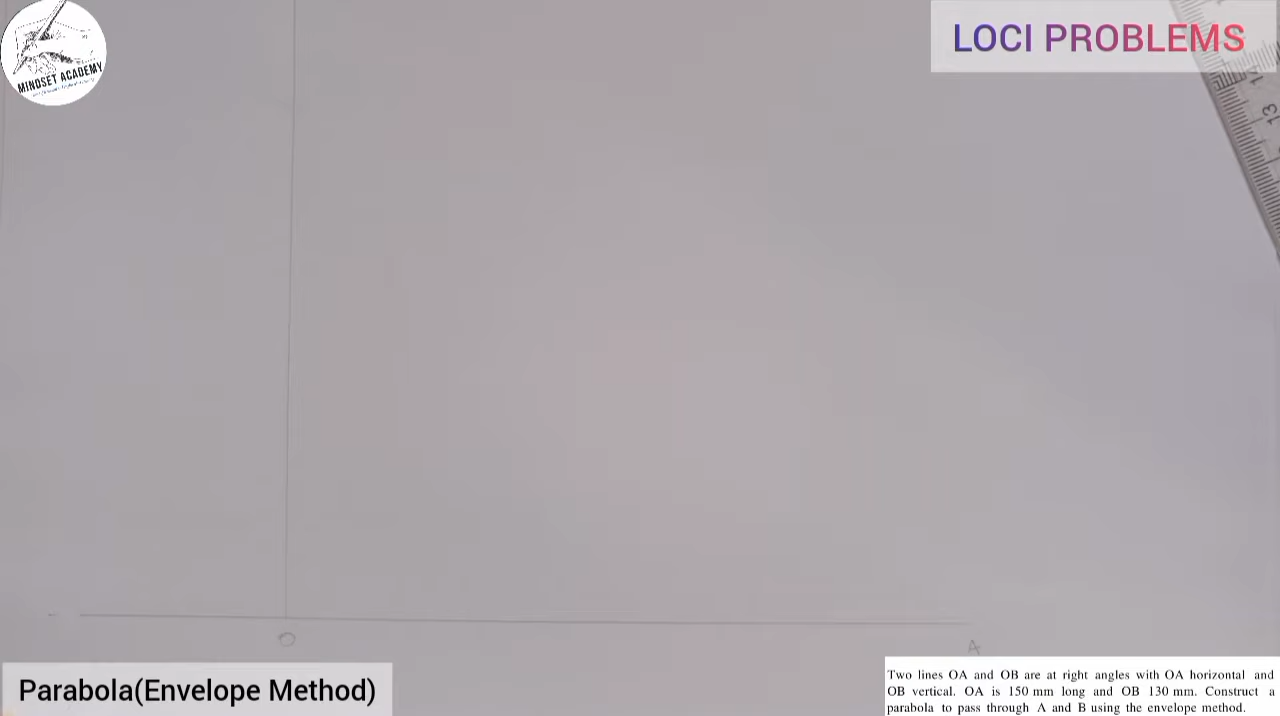 LOCI PROBLEMS
MINDSET ACADEMY
14
13
O
A
Parabola(Envelope Method)
Two lines OA and OB are at right angles with OA horizontal and
OB vertical. OA is 150 mm long and OB 130 mm. Construct a
parabola to pass through A and B using the envelope method.